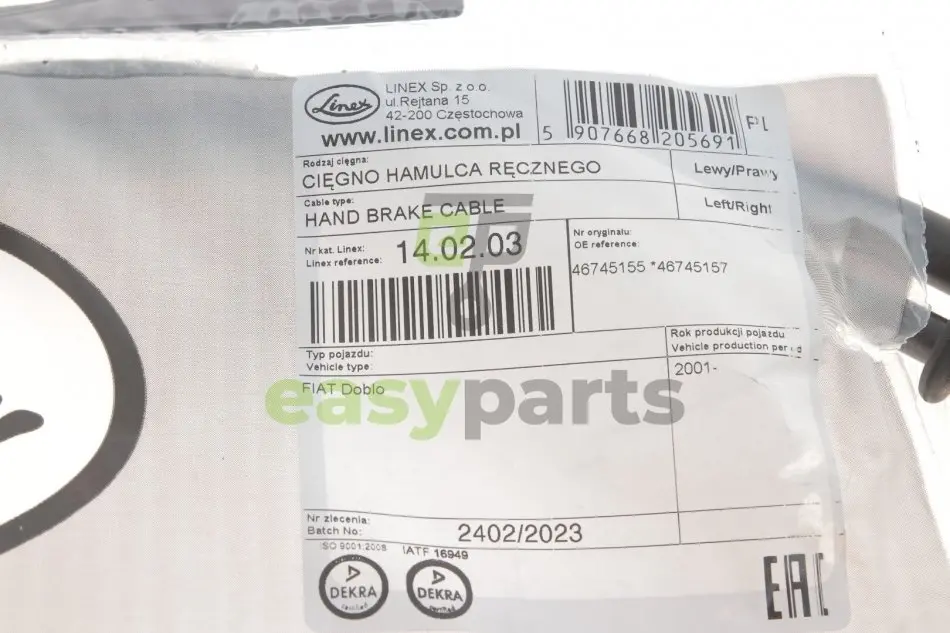 Linex
LINEX Sp. z o.o.
ul.Rejtana 15
42-200 Częstochowa
www.linex.com.pl
5 907668 205691
PL
Rodzaj cięgna:
CIĘGNO HAMULCA RĘCZNEGO
Lewy/Prawy
Cable type:
HAND BRAKE CABLE
Left/Right
Nr kat. Linex:
Linex reference:
14.02.03
Nr oryginału:
OE reference:
46745155 *46745157
Typ pojazdu:
Vehicle type:
Rok produkcji pojazdu
Vehicle production per
FIAT Doblo
2001-
easyparts
Nr zlecenia:
Batch No:
2402/2023
ISO 9001:2008
IATF 16949
DEKRA
DEKRA
EAC